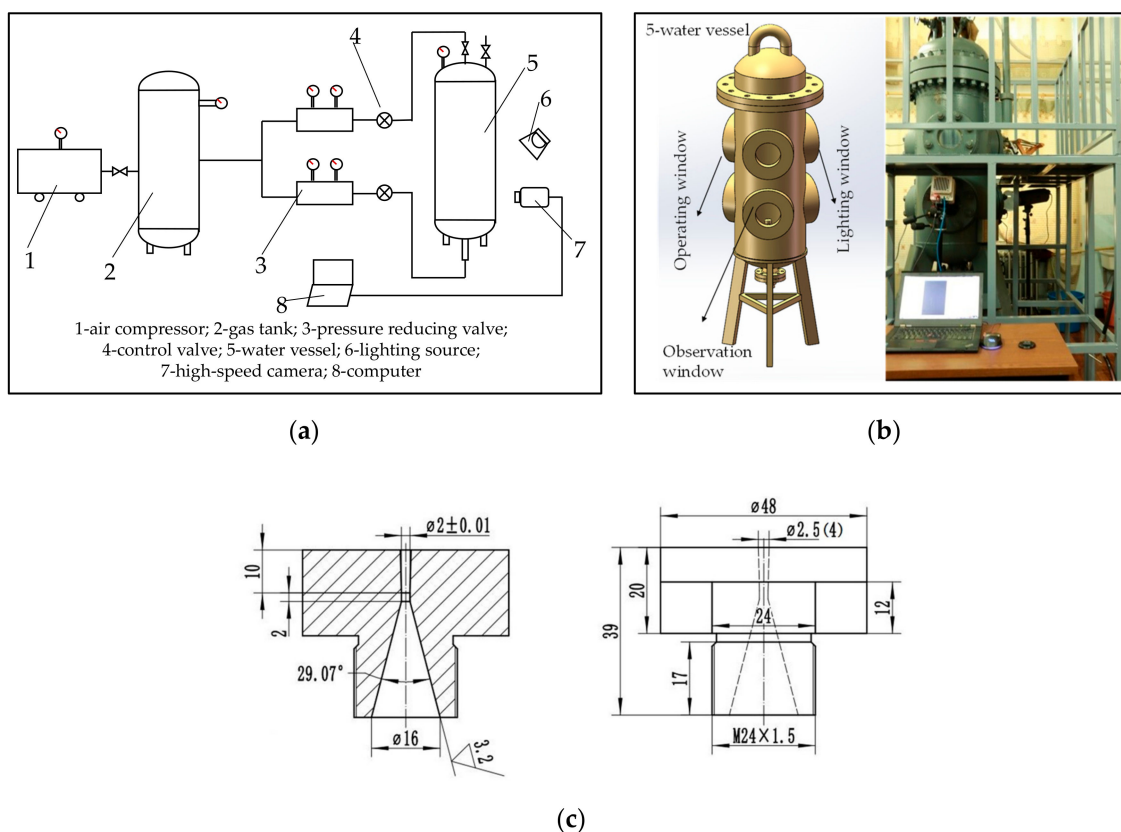 4
5
6
1
2
3
7
8
1-air compressor; 2-gas tank; 3-pressure reducing valve;
4-control valve; 5-water vessel; 6-lighting source;
7-high-speed camera; 8-computer
(a)
5-water vessel
Operating window
Lighting window
Observation
window
(b)
ø2±0.01
10
2
29.07°
ø16
3.2
ø48
ø2.5(4)
20
39
12
24
17
M24×1.5
(c)